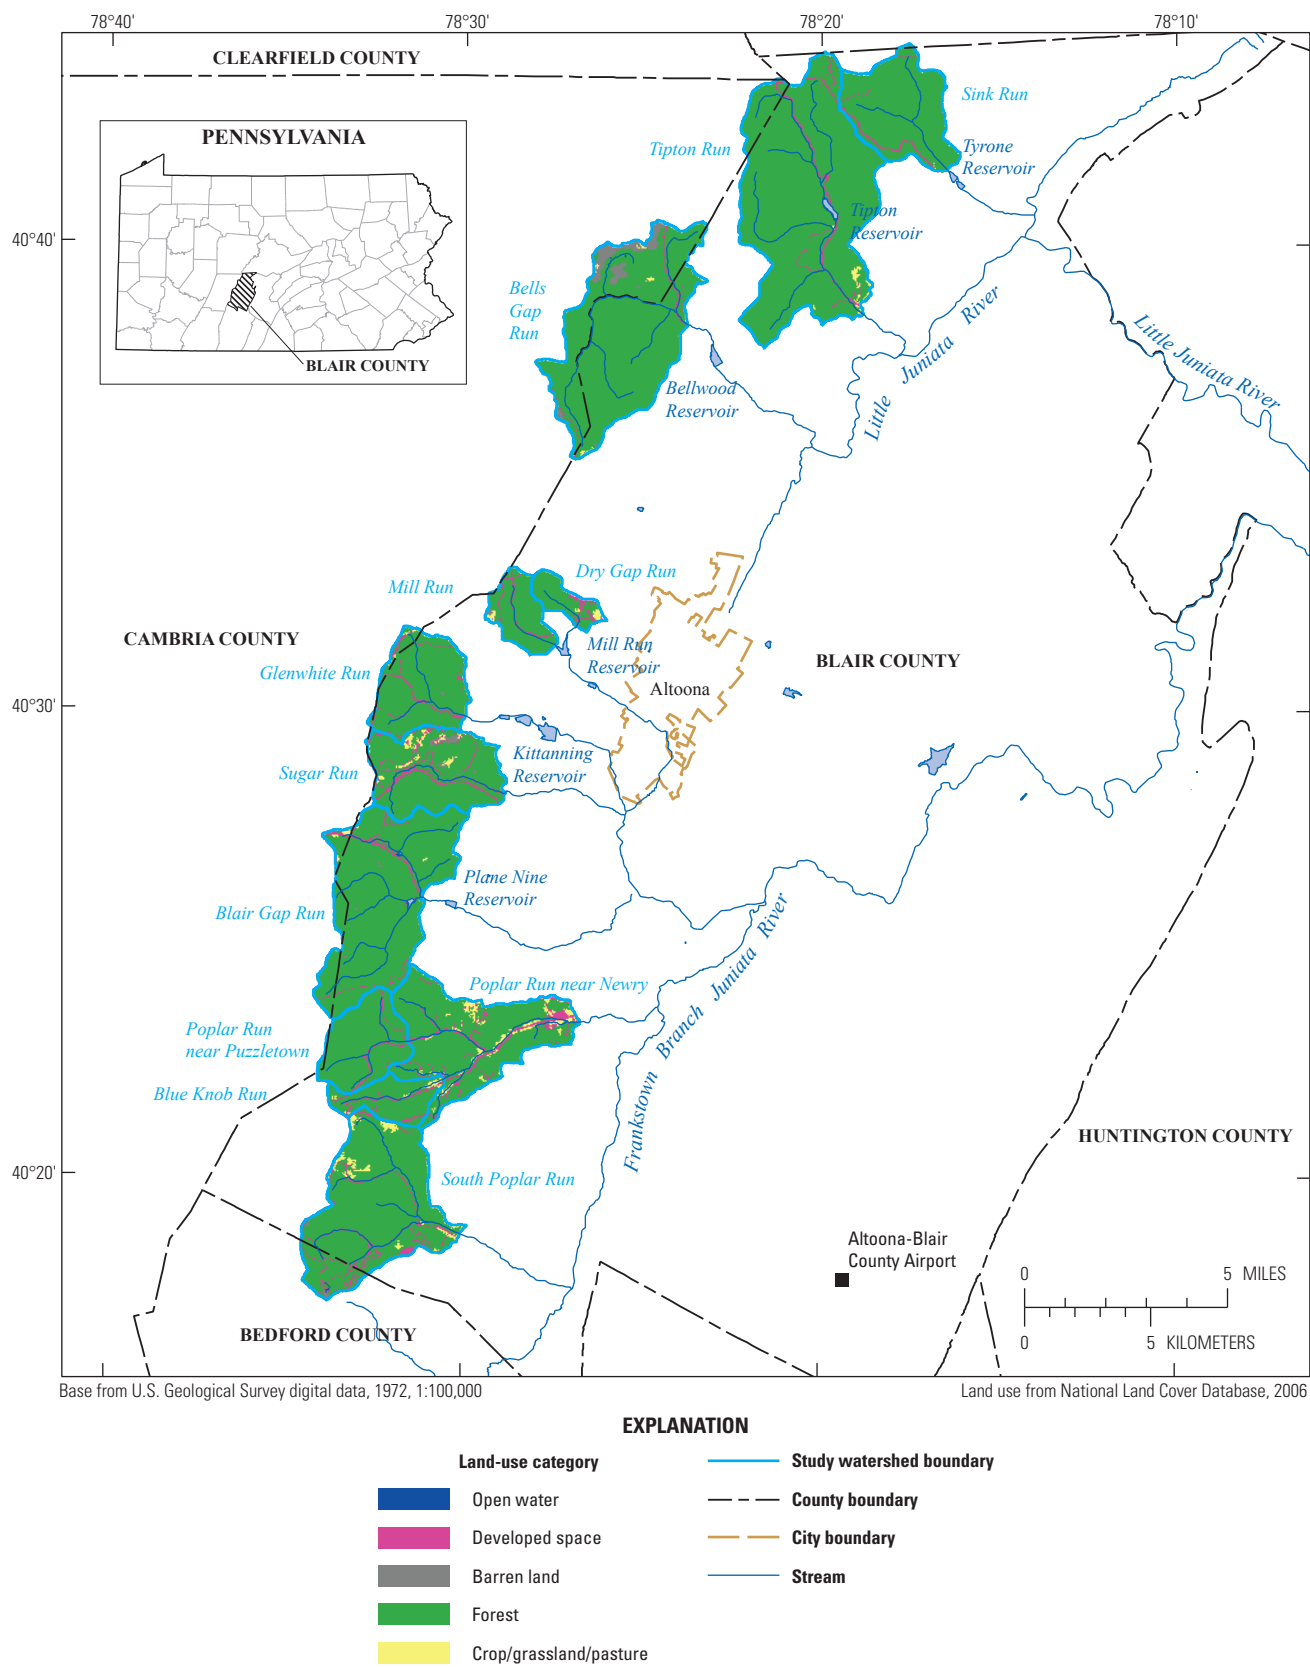 78°40'
78°30'
78°20'
78°10'
CLEARFIELD COUNTY
PENNSYLVANIA
BLAIR COUNTY
Sink Run
Tipton Run
Tyrone
Reservoir
Tipton
Reservoir
40°40'
Bells
Gap
Run
Little Juniata River
Little Juniata River
Bellwood
Reservoir
Mill Run
Dry Gap Run
CAMBRIA COUNTY
Mill Run
Reservoir
BLAIR COUNTY
Glenwhite Run
Altoona
40°30'
Kittanning
Reservoir
Sugar Run
Plane Nine
Reservoir
Blair Gap Run
Poplar Run near Newry
Frankstown Branch Juniata River
Poplar Run
near Puzzletown
Blue Knob Run
HUNTINGTON COUNTY
40°20'
South Poplar Run
Altoona-Blair
County Airport
0 5 MILES
0 5 KILOMETERS
BEDFORD COUNTY
Base from U.S. Geological Survey digital data, 1972, 1:100,000
Land use from National Land Cover Database, 2006
EXPLANATION
Land-use category
Open water
Developed space
Barren land
Forest
Crop/grassland/pasture
Study watershed boundary
County boundary
City boundary
Stream